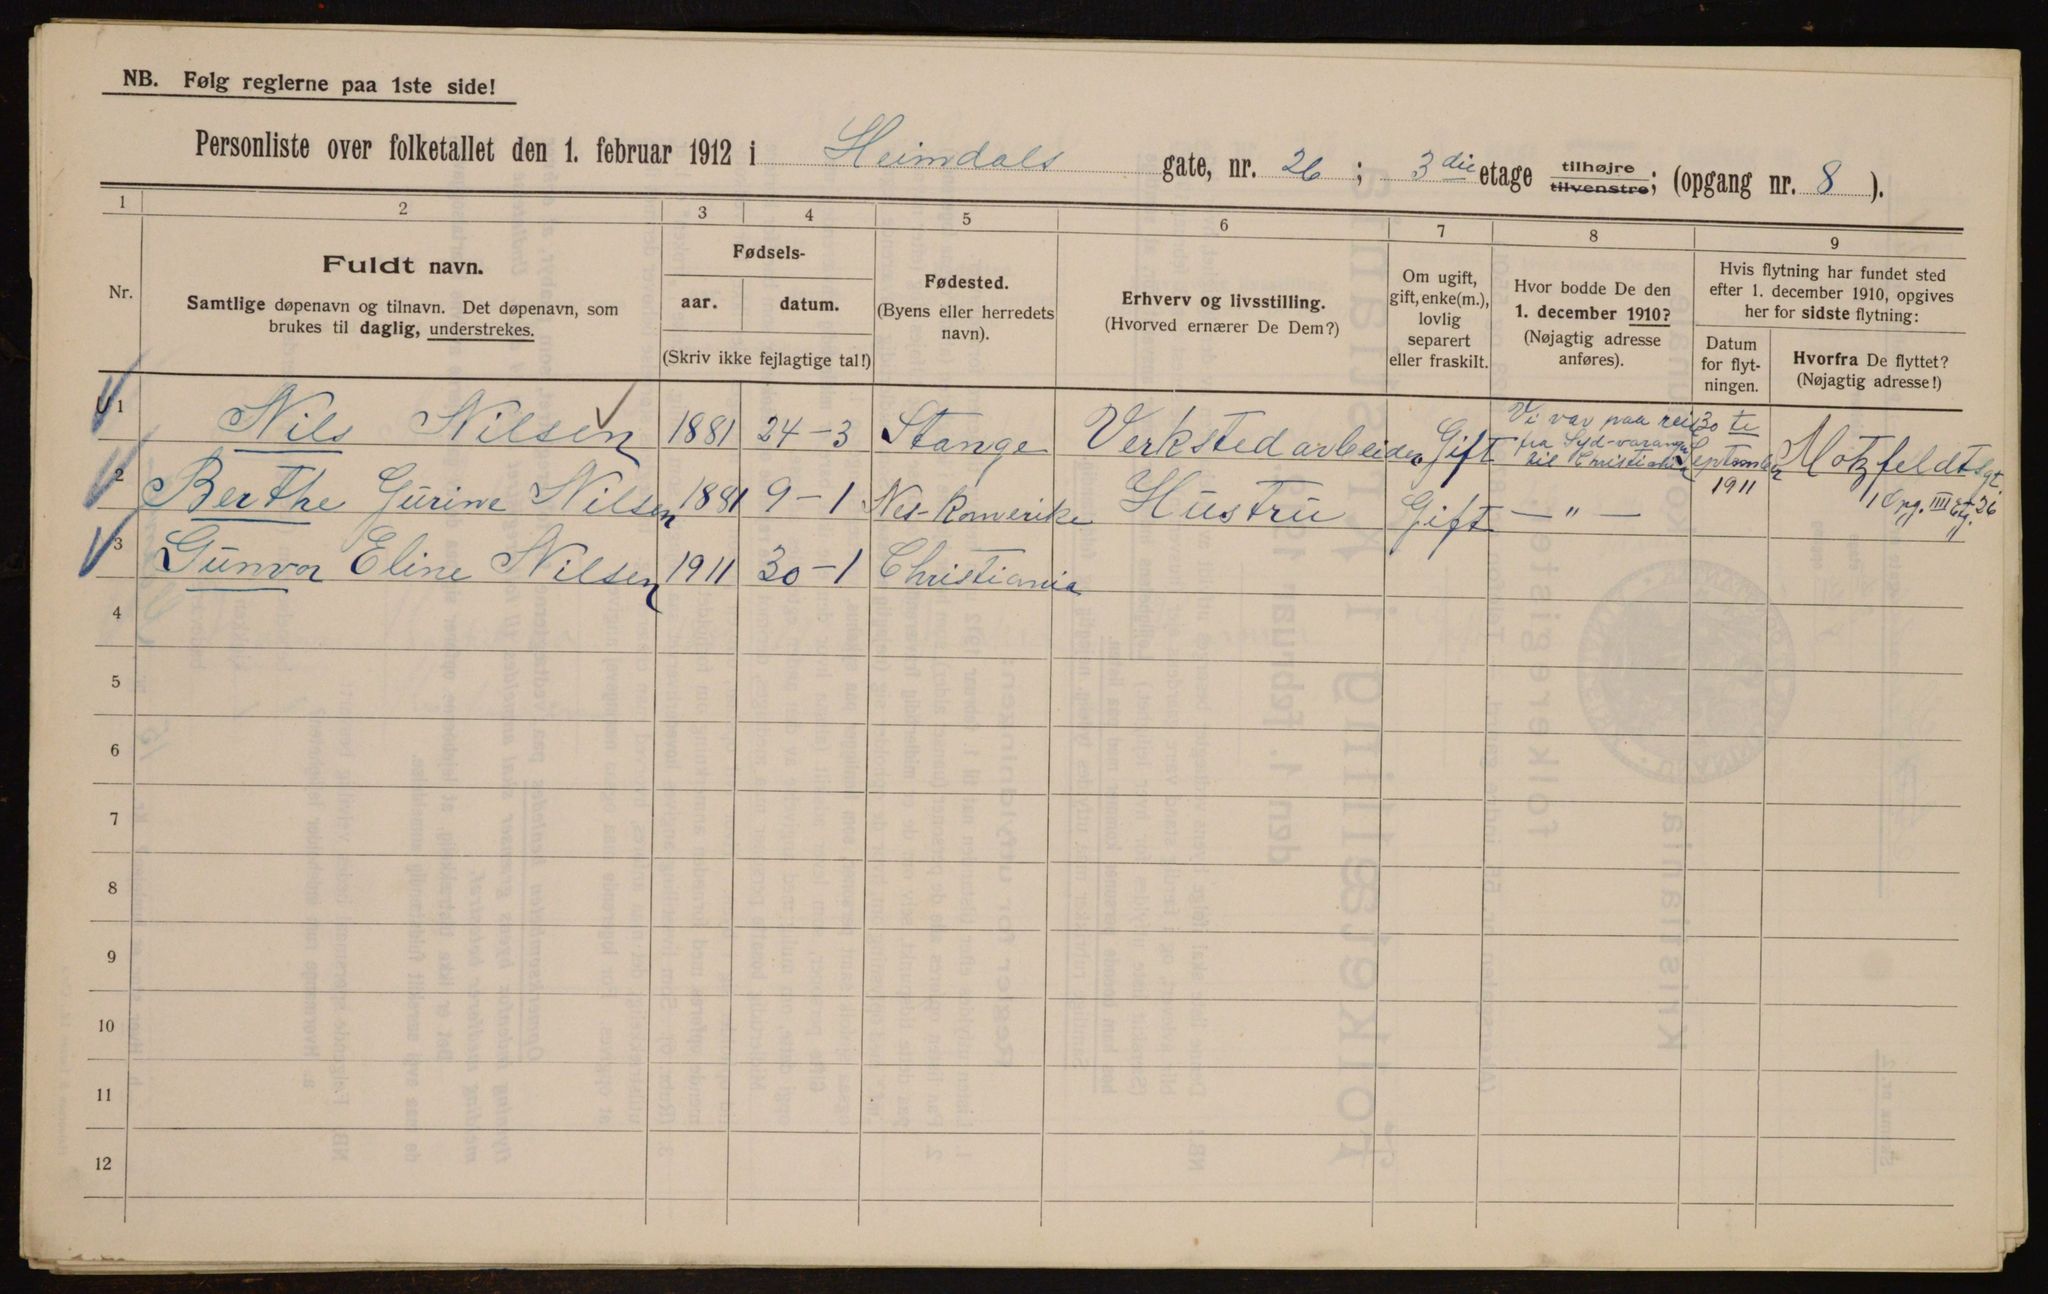 NB. Følg reglerne paa 1ste side!
Personliste over folketallet den 1. februar 1912 i Heimdals gate, nr. 26 ; 3die etage tilhøjre tilvenstre; (opgang nr. 8 ).
1 2 3 4 5 6 7 8 9
Nr.
Fuldt navn.
Samtlige døpenavn og tilnavn. Det døpenavn, som
brukes til daglig, understrekes.
Fødsels-
aar. datum.
(Skriv ikke fejlagtige tal!)
Fødested.
(Byens eller herredets
navn).
Erhverv og livsstilling.
(Hvorved ernærer De Dem?)
Om ugift,
gift, enke(m.),
lovlig
separert
eller fraskilt.
Hvor bodde De den
1. december 1910?
(Nøjagtig adresse
anføres).
Hvis flytning har fundet sted
efter 1. december 1910, opgives
her for sidste flytning:
Datum
for flyt-
ningen.
Hvorfra De flyttet?
(Nøjagtig adresse!)
1 Nils Nilsen 1881 24-3 Stange Verkstedarbeider Gift Vi var paa reise
fra Syd-varanger
til Christiania
30te
September
1911
Motzfeldtsgt. 26
1 Opg. IIII Etg.
2 Berthe Gurine Nilsen 1881 9-1 Nes-Romerike Hustru Gift — " —
3 Gunvor Eline Nilsen 1911 30-1 Christiania
4
5
6
7
8
9
10
11
12